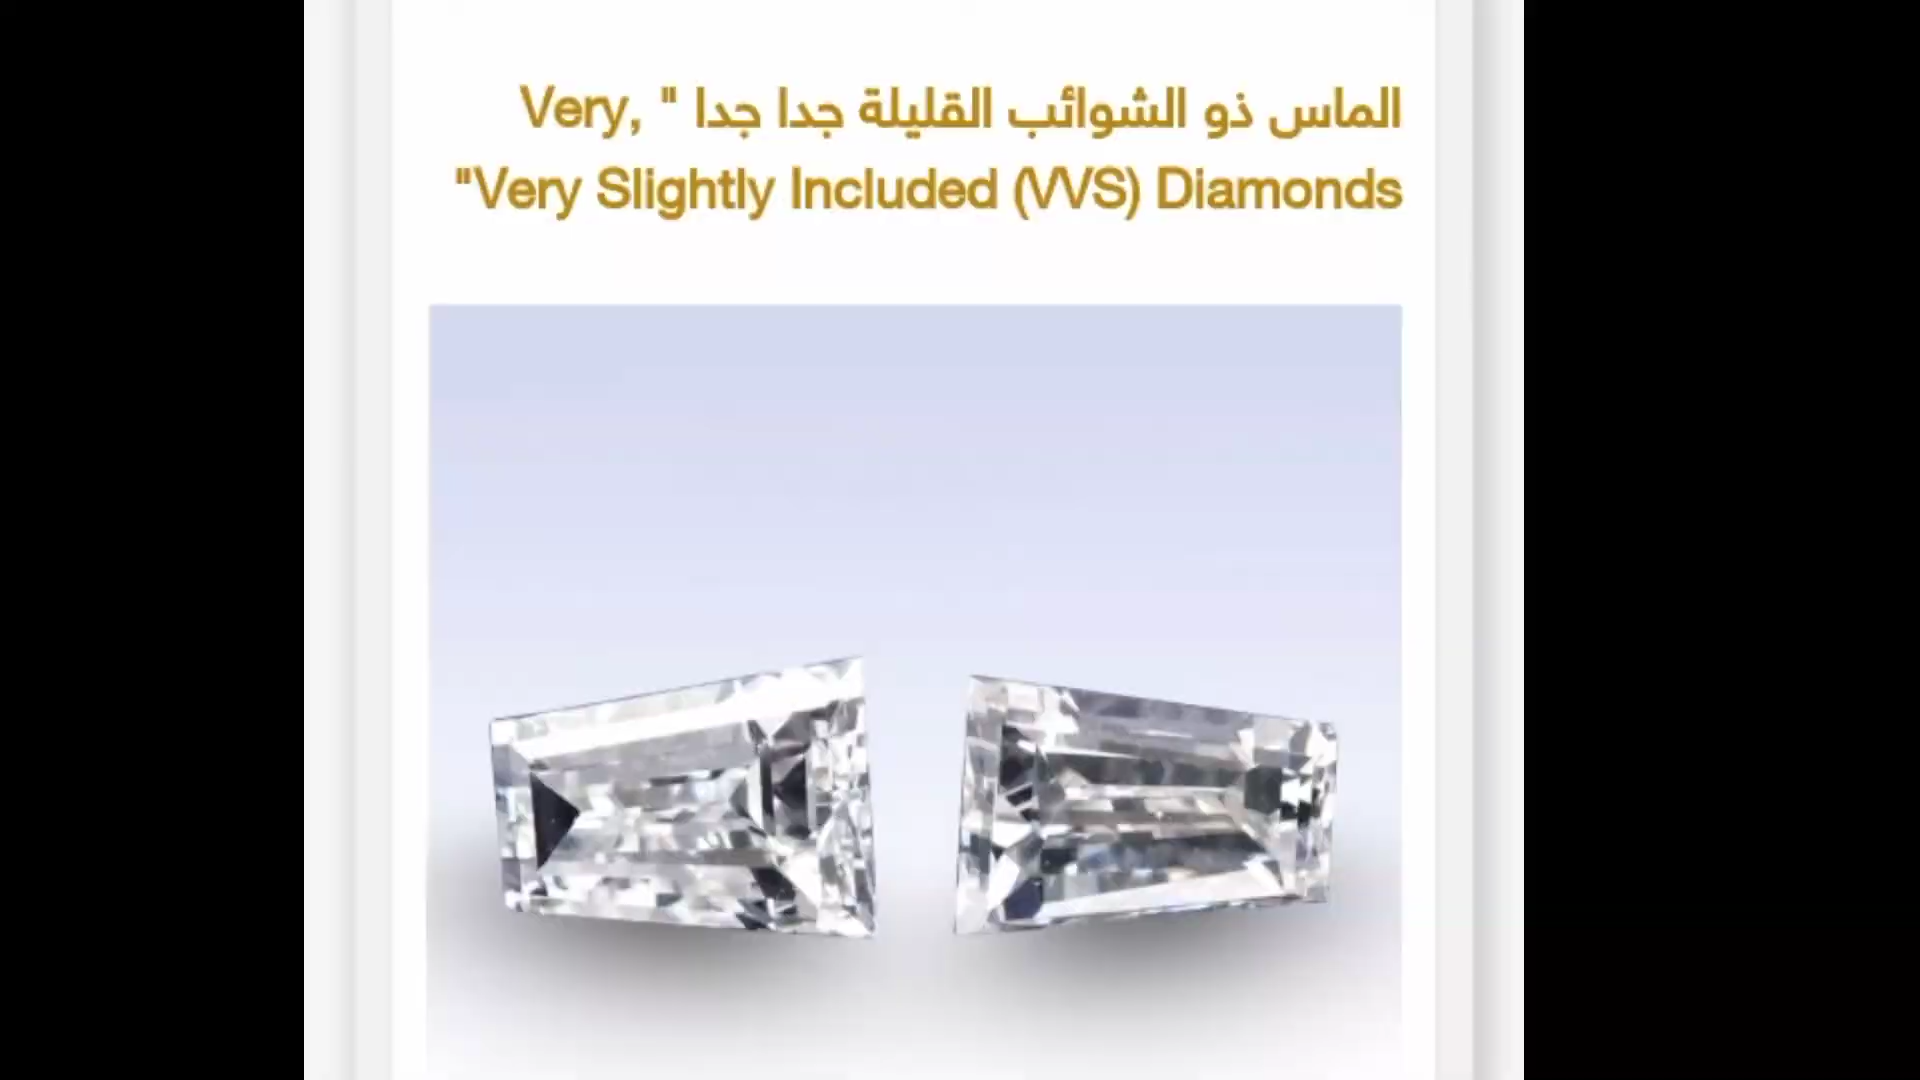 الماس ذو الشوائب القليلة جدا جدا " Very,
Very Slightly Included (VVS) Diamonds"